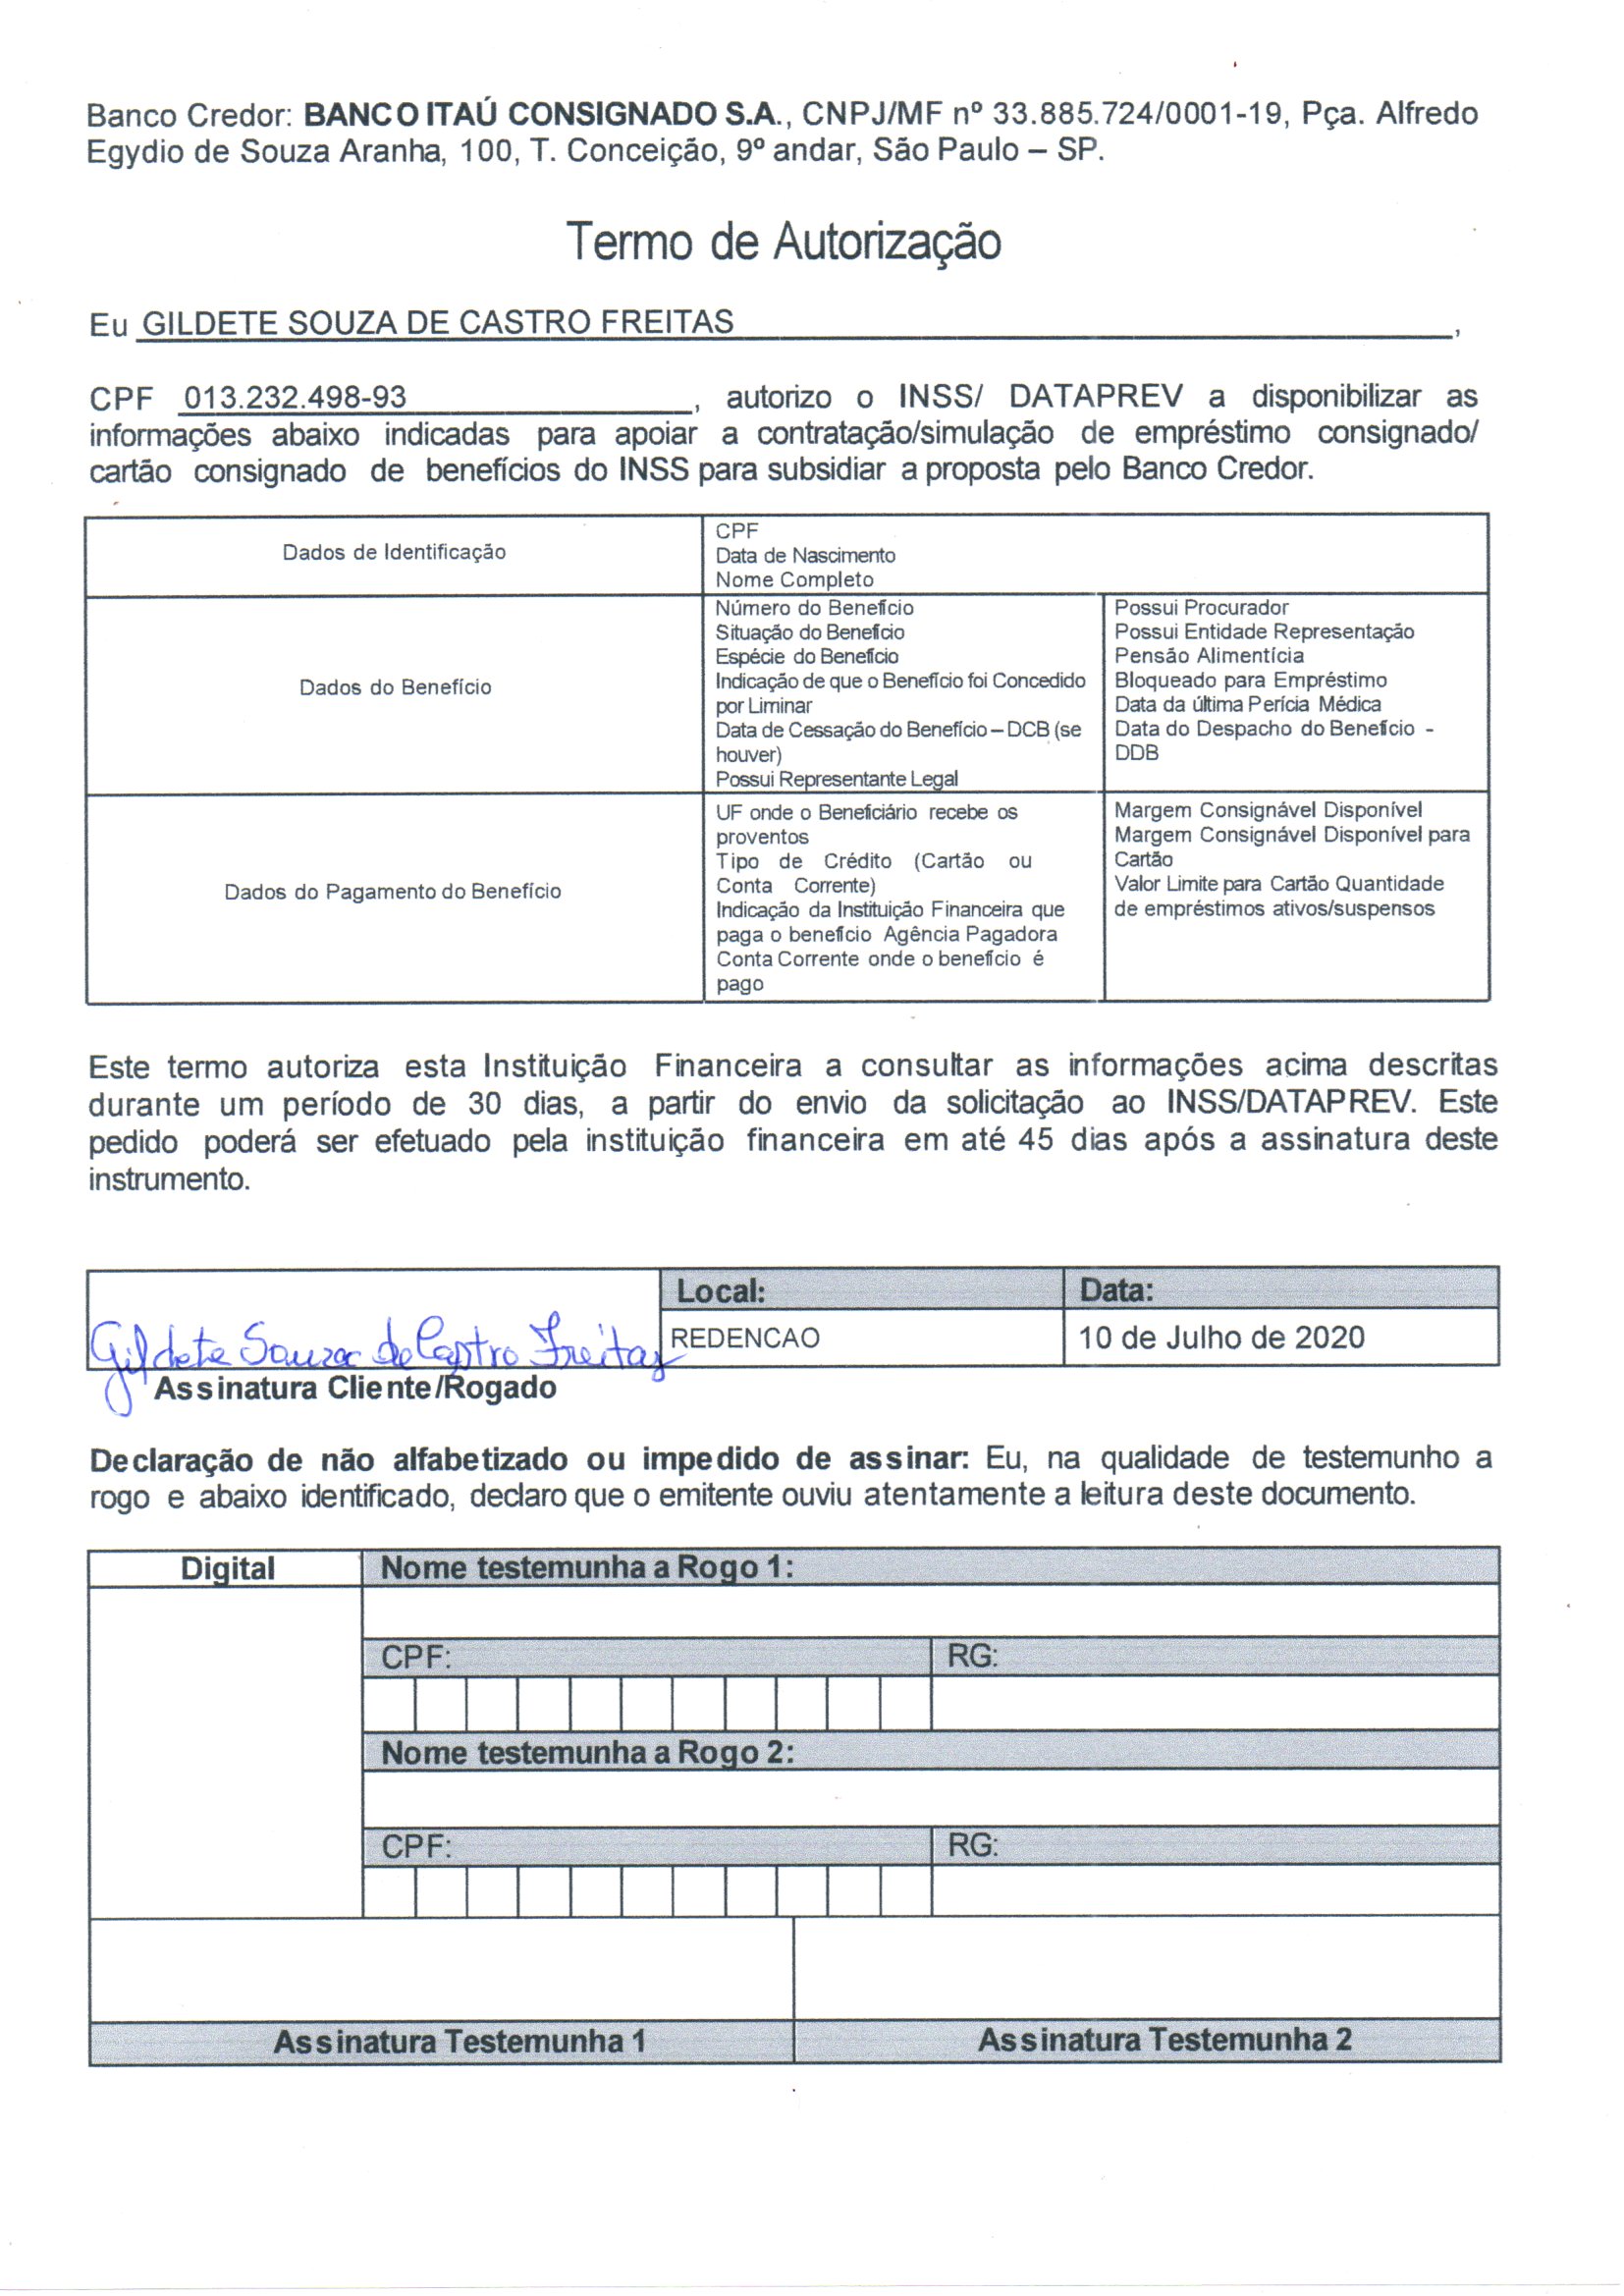 Banco Credor: BANCO ITAÚ CONSIGNADO S.A., CNPJ/MF nº 33.885.724/0001-19, Pça. Alfredo
Egydio de Souza Aranha, 100, T. Conceição, 9º andar, São Paulo – SP.
Termo de Autorização
Eu GILDETE SOUZA DE CASTRO FREITAS,
CPF 013.232.498-93, autorizo o INSS/ DATAPREV a disponibilizar as
informações abaixo indicadas para apoiar a contratação/simulação de empréstimo consignado/
cartão consignado de benefícios do INSS para subsidiar a proposta pelo Banco Credor.
Dados de Identificação
CPF
Data de Nascimento
Nome Completo
Dados do Benefício
Número do Benefício
Situação do Benefício
Espécie do Benefício
Indicação de que o Benefício foi Concedido
por Liminar
Data de Cessação do Benefício – DCB (se
houver)
Possui Representante Legal
Possui Procurador
Possui Entidade Representação
Pensão Alimentícia
Bloqueado para Empréstimo
Data da última Perícia Médica
Data do Despacho do Benefício -
DDB
Dados do Pagamento do Benefício
UF onde o Beneficiário recebe os
proventos
Tipo de Crédito (Cartão ou
Conta Corrente)
Indicação da Instituição Financeira que
paga o benefício Agência Pagadora
Conta Corrente onde o benefício é
pago
Margem Consignável Disponível
Margem Consignável Disponível para
Cartão
Valor Limite para Cartão Quantidade
de empréstimos ativos/suspensos
Este termo autoriza esta Instituição Financeira a consultar as informações acima descritas
durante um período de 30 dias, a partir do envio da solicitação ao INSS/DATAPREV. Este
pedido poderá ser efetuado pela instituição financeira em até 45 dias após a assinatura deste
instrumento.
Local: Data:
Gildete Souza de Castro Freitas REDENCAO 10 de Julho de 2020
Assinatura Cliente/Rogado
Declaração de não alfabetizado ou impedido de assinar: Eu, na qualidade de testemunho a
rogo e abaixo identificado, declaro que o emitente ouviu atentamente a leitura deste documento.
Digital Nome testemunha a Rogo 1:
CPF: RG:
Nome testemunha a Rogo 2:
CPF: RG:
Assinatura Testemunha 1 Assinatura Testemunha 2